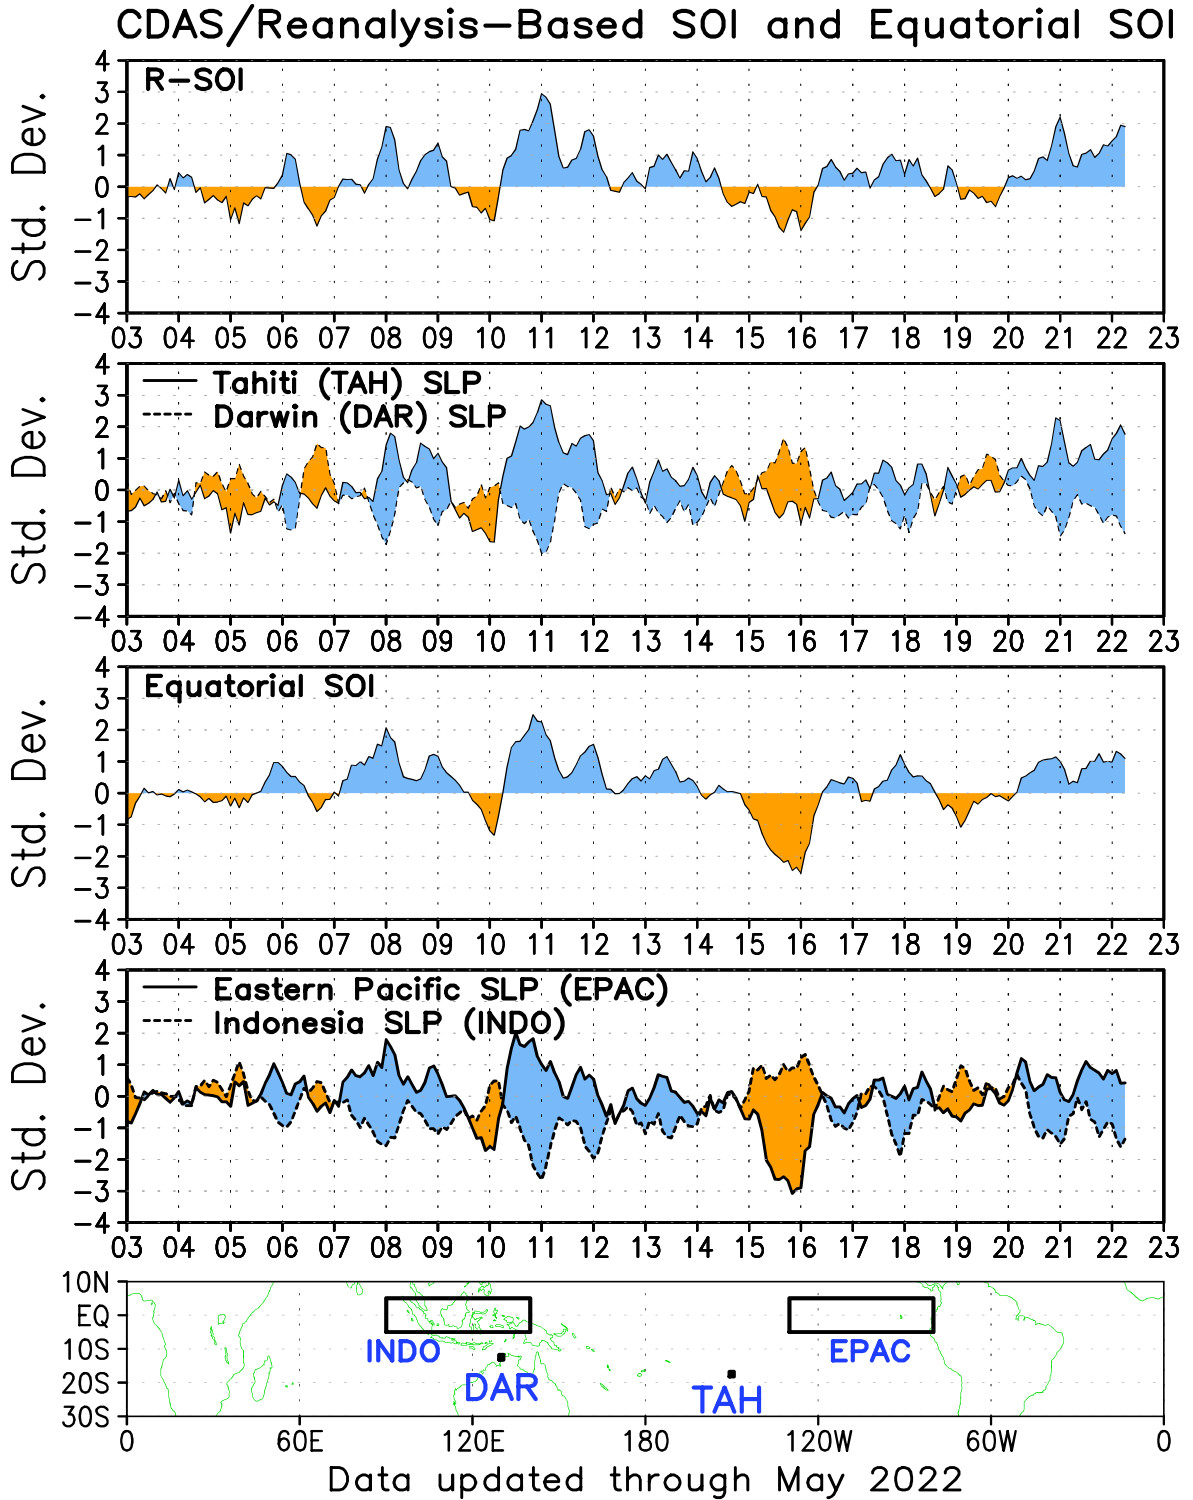 CDAS/Reanalysis-Based SOI and Equatorial SOI
Std. Dev.
R-SOI
4
3
2
1
0
-1
-2
-3
-4
03 04 05 06 07 08 09 10 11 12 13 14 15 16 17 18 19 20 21 22 23
Std. Dev.
Tahiti (TAH) SLP
Darwin (DAR) SLP
4
3
2
1
0
-1
-2
-3
-4
03 04 05 06 07 08 09 10 11 12 13 14 15 16 17 18 19 20 21 22 23
Std. Dev.
Equatorial SOI
4
3
2
1
0
-1
-2
-3
-4
03 04 05 06 07 08 09 10 11 12 13 14 15 16 17 18 19 20 21 22 23
Std. Dev.
Eastern Pacific SLP (EPAC)
Indonesia SLP (INDO)
4
3
2
1
0
-1
-2
-3
-4
03 04 05 06 07 08 09 10 11 12 13 14 15 16 17 18 19 20 21 22 23
10N
EQ
10S
20S
30S
INDO
EPAC
DAR
TAH
0 60E 120E 180 120W 60W 0
Data updated through May 2022